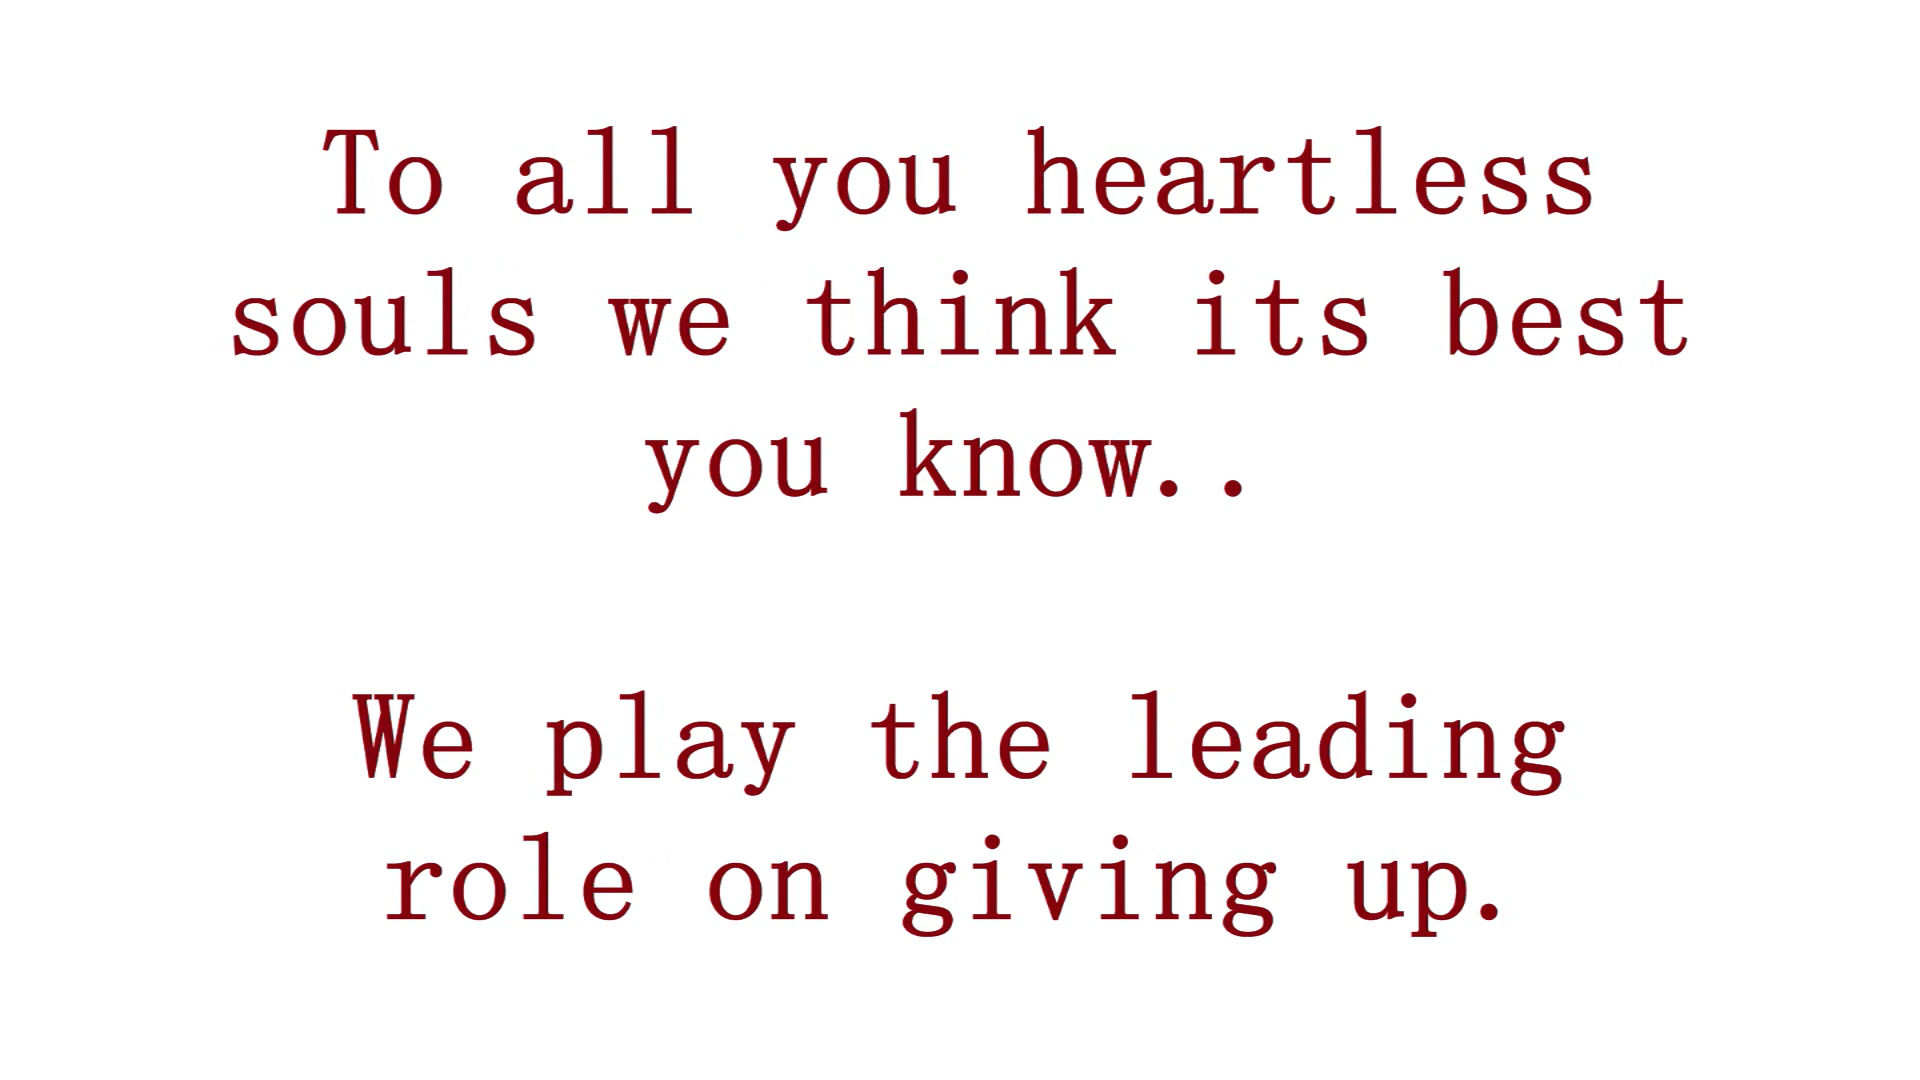 To all you heartless
souls we think its best
you know..
We play the leading
role on giving up.